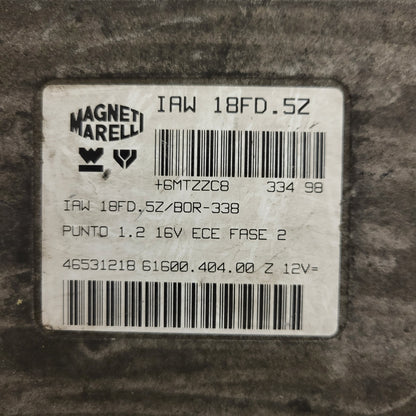 IAW 18FD.5Z
MAGNETI
MARELLI
+6MTZZC8 334 98
IAW 18FD.5Z/BOR-338
PUNTO 1.2 16V ECE FASE 2
46531218 61600.404.00 Z 12V=